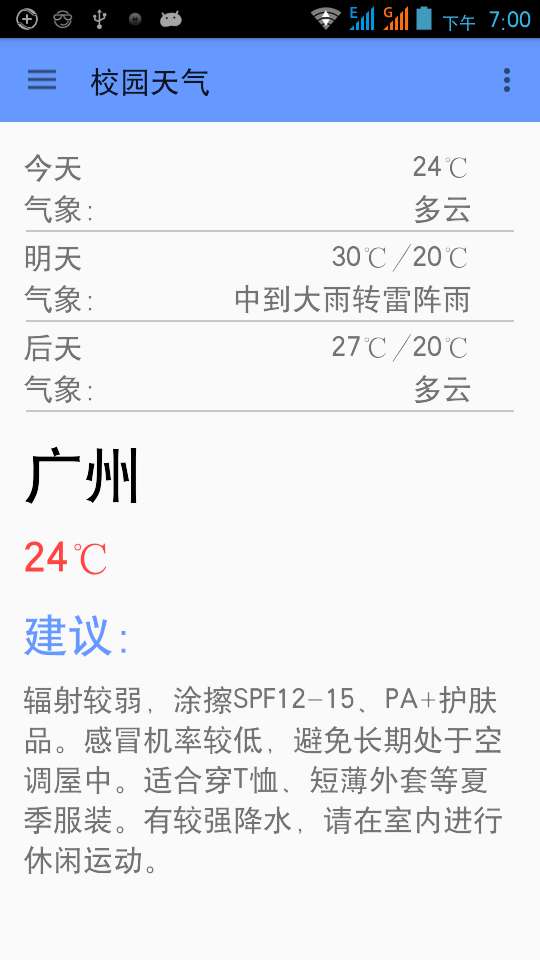 E G 下午 7:00
校园天气
今天 24℃
气象: 多云
明天 30℃/20℃
气象: 中到大雨转雷阵雨
后天 27℃/20℃
气象: 多云
广州
24℃
建议:
辐射较弱，涂擦SPF12-15、PA+护肤
品。感冒机率较低，避免长期处于空
调屋中。适合穿T恤、短薄外套等夏
季服装。有较强降水，请在室内进行
休闲运动。